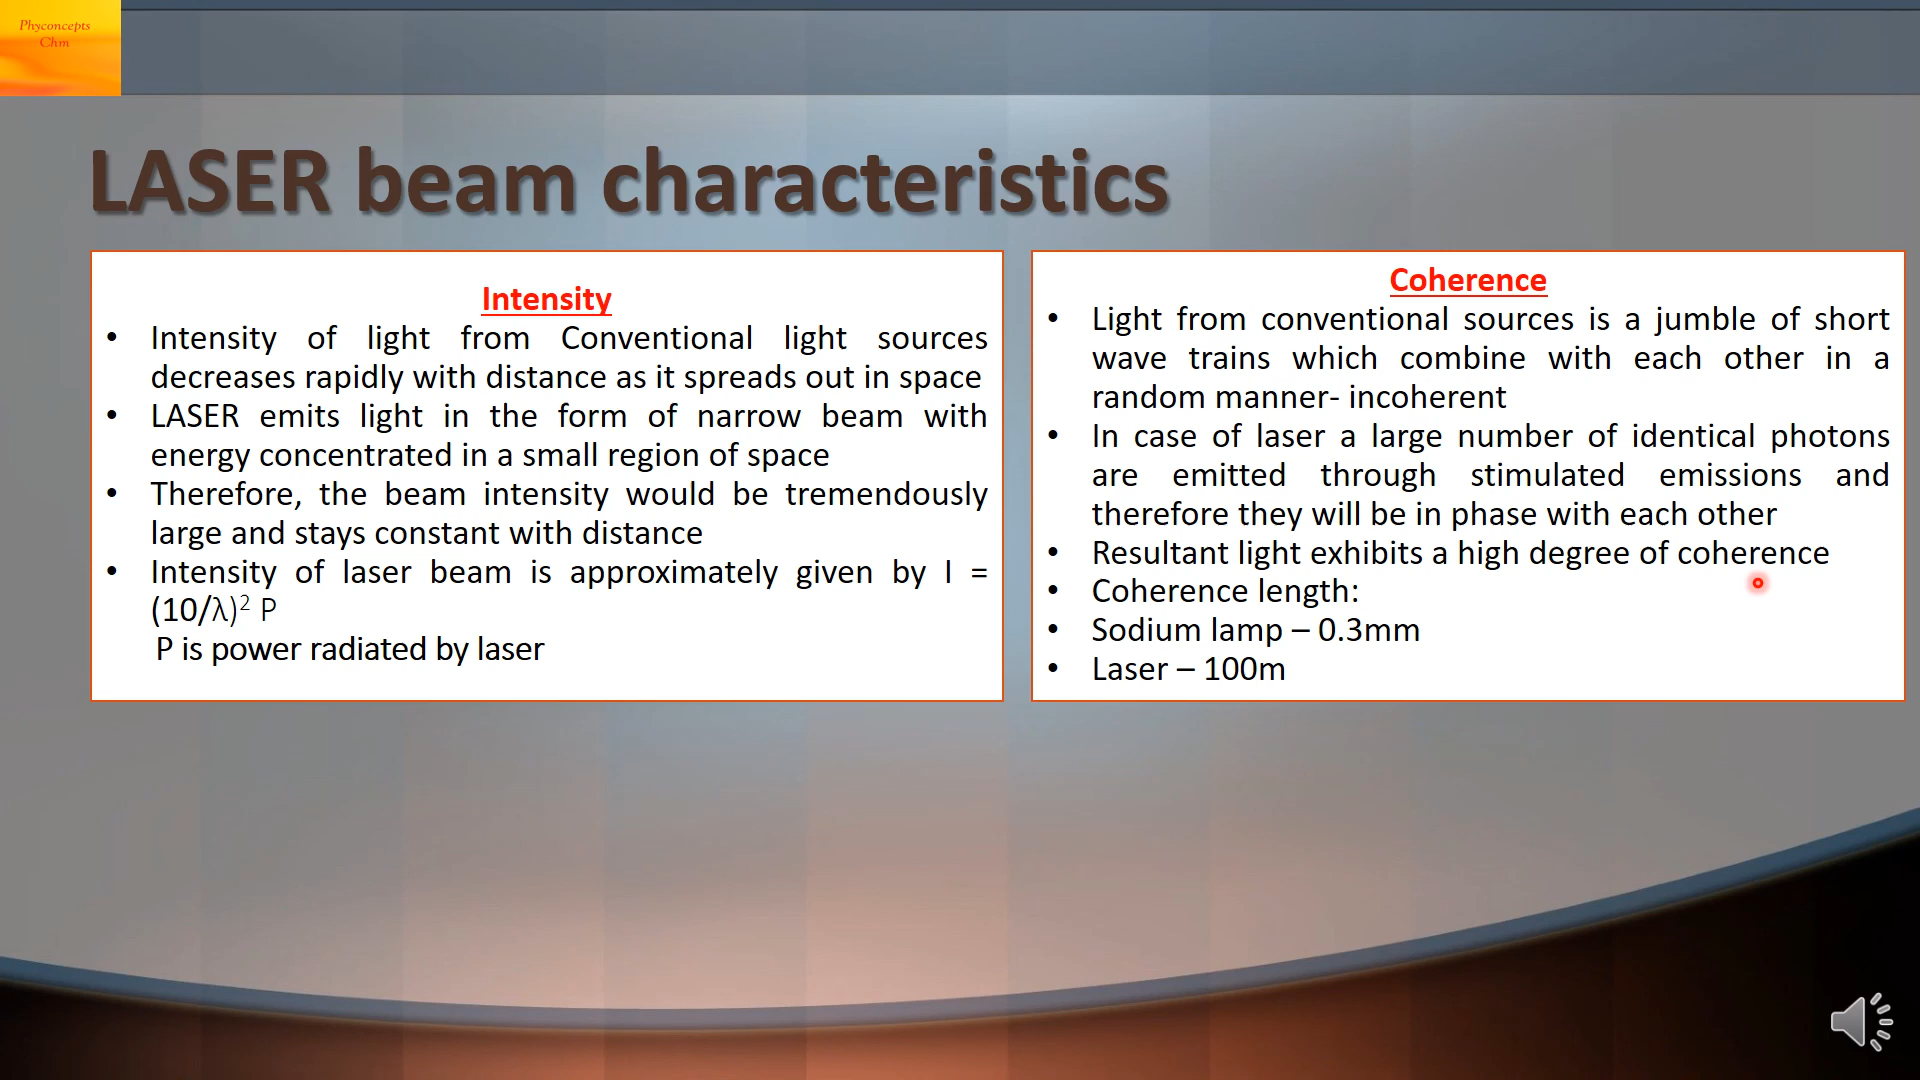 Phyconcepts
Chm
LASER beam characteristics
Intensity
• Intensity of light from Conventional light sources
decreases rapidly with distance as it spreads out in space
• LASER emits light in the form of narrow beam with
energy concentrated in a small region of space
• Therefore, the beam intensity would be tremendously
large and stays constant with distance
• Intensity of laser beam is approximately given by I =
(10/λ)² P
P is power radiated by laser
Coherence
• Light from conventional sources is a jumble of short
wave trains which combine with each other in a
random manner- incoherent
• In case of laser a large number of identical photons
are emitted through stimulated emissions and
therefore they will be in phase with each other
• Resultant light exhibits a high degree of coherence
• Coherence length:
• Sodium lamp – 0.3mm
• Laser – 100m